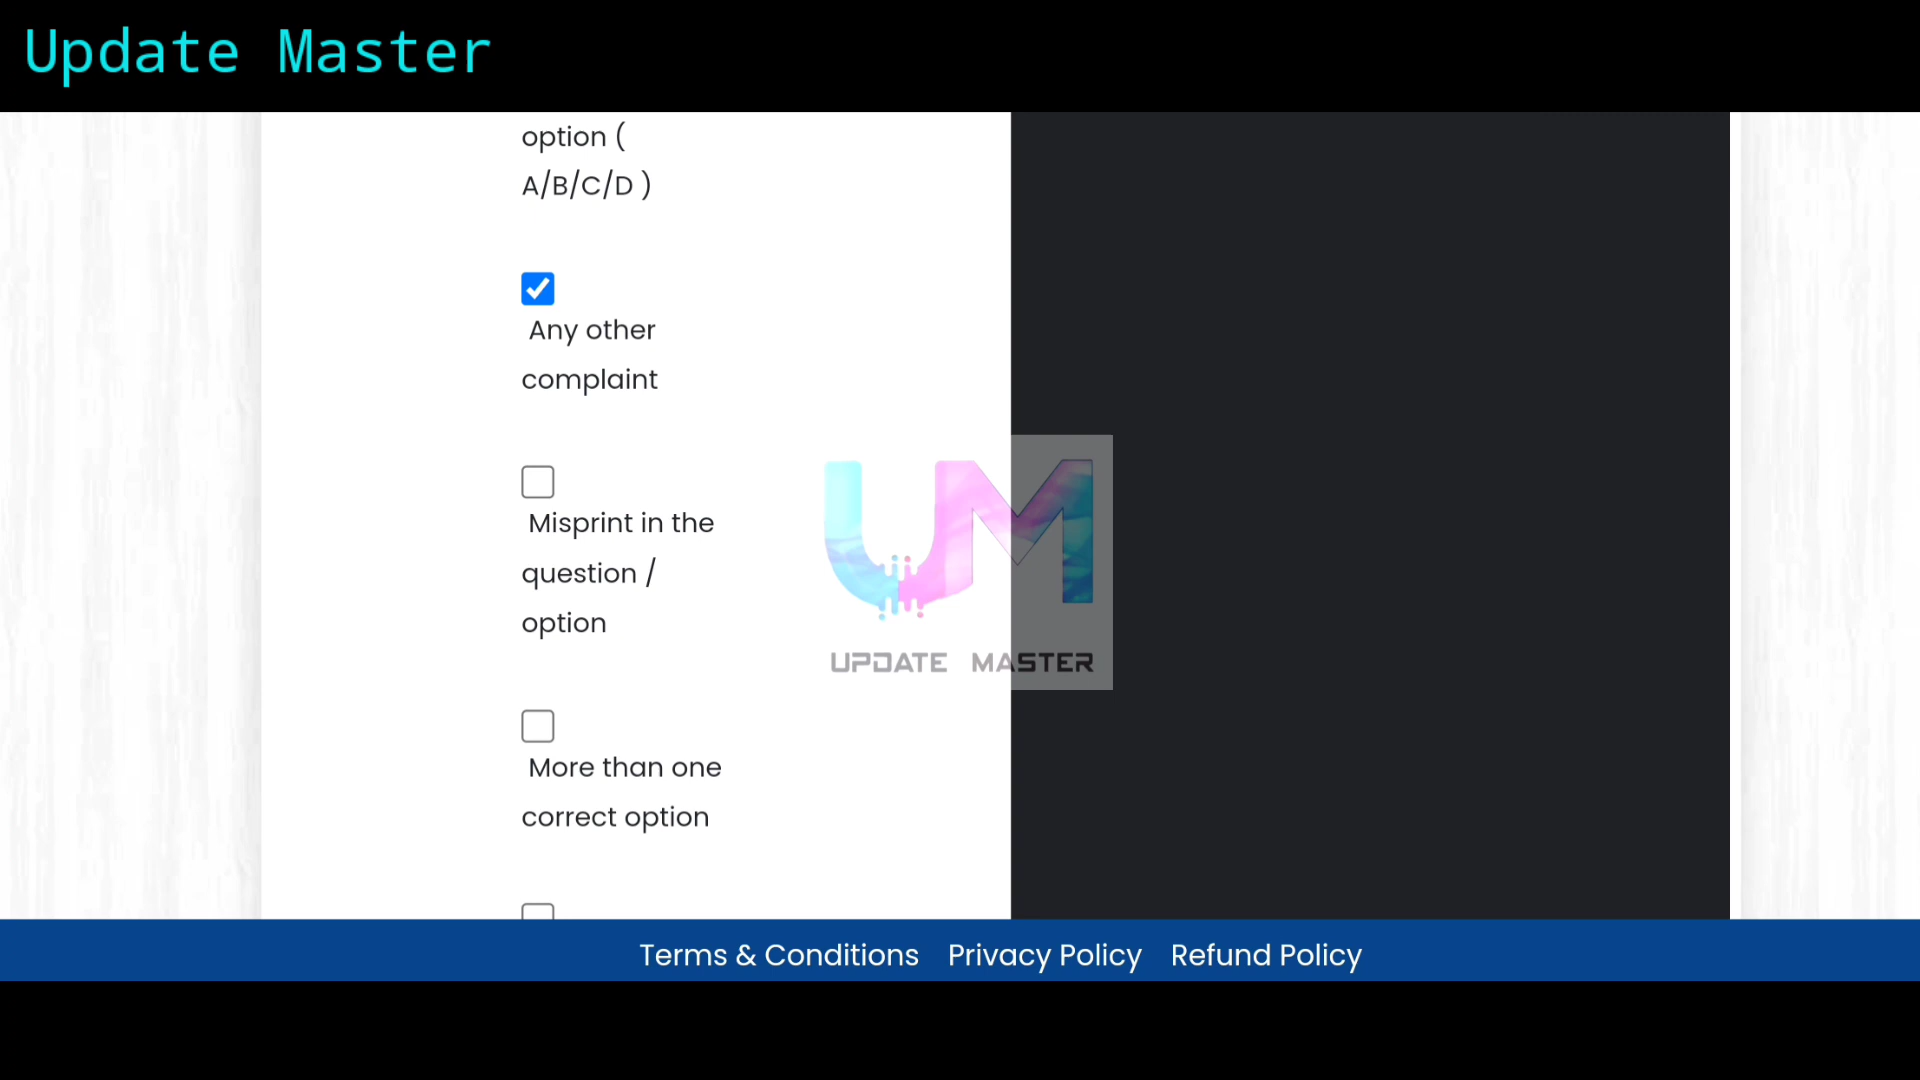 Update Master
option (
A/B/C/D )
Any other
complaint
Misprint in the
question /
option
UPDATE MASTER
More than one
correct option
Terms & Conditions Privacy Policy Refund Policy